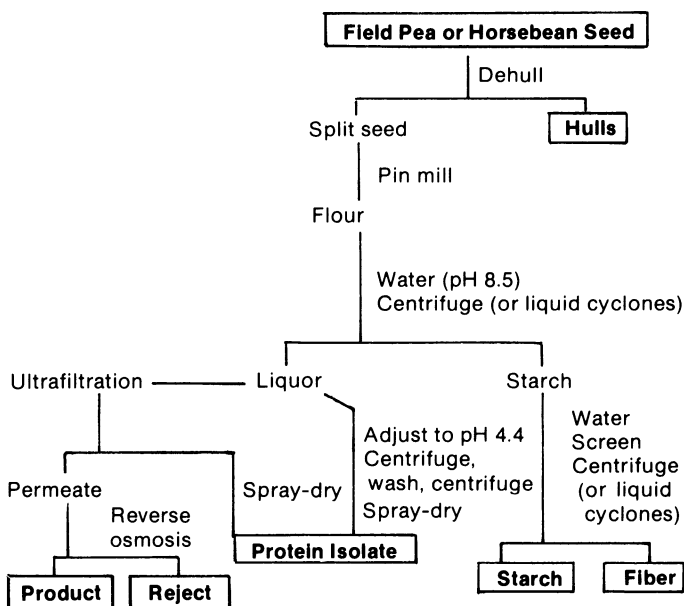 Field Pea or Horsebean Seed
Dehull
Split seed
Hulls
Pin mill
Flour
Water (pH 8.5)
Centrifuge (or liquid cyclones)
Ultrafiltration
Liquor
Starch
Adjust to pH 4.4
Centrifuge,
wash, centrifuge
Spray-dry
Water
Screen
Centrifuge
(or liquid
cyclones)
Permeate
Spray-dry
Reverse
osmosis
Protein Isolate
Product
Reject
Starch
Fiber